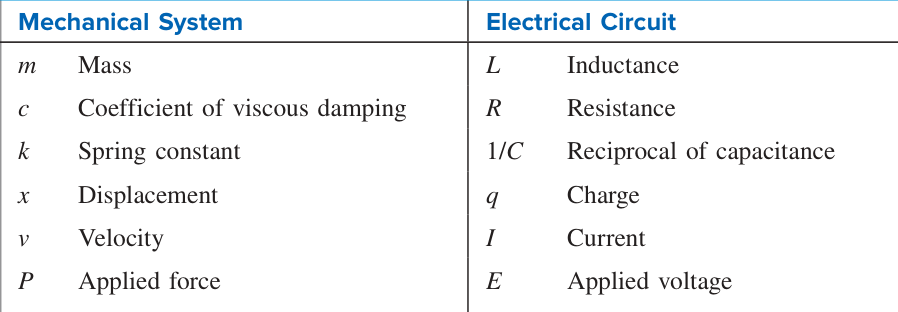 Mechanical System Electrical Circuit
m Mass L Inductance
c Coefficient of viscous damping R Resistance
k Spring constant 1/C Reciprocal of capacitance
x Displacement q Charge
v Velocity I Current
P Applied force E Applied voltage